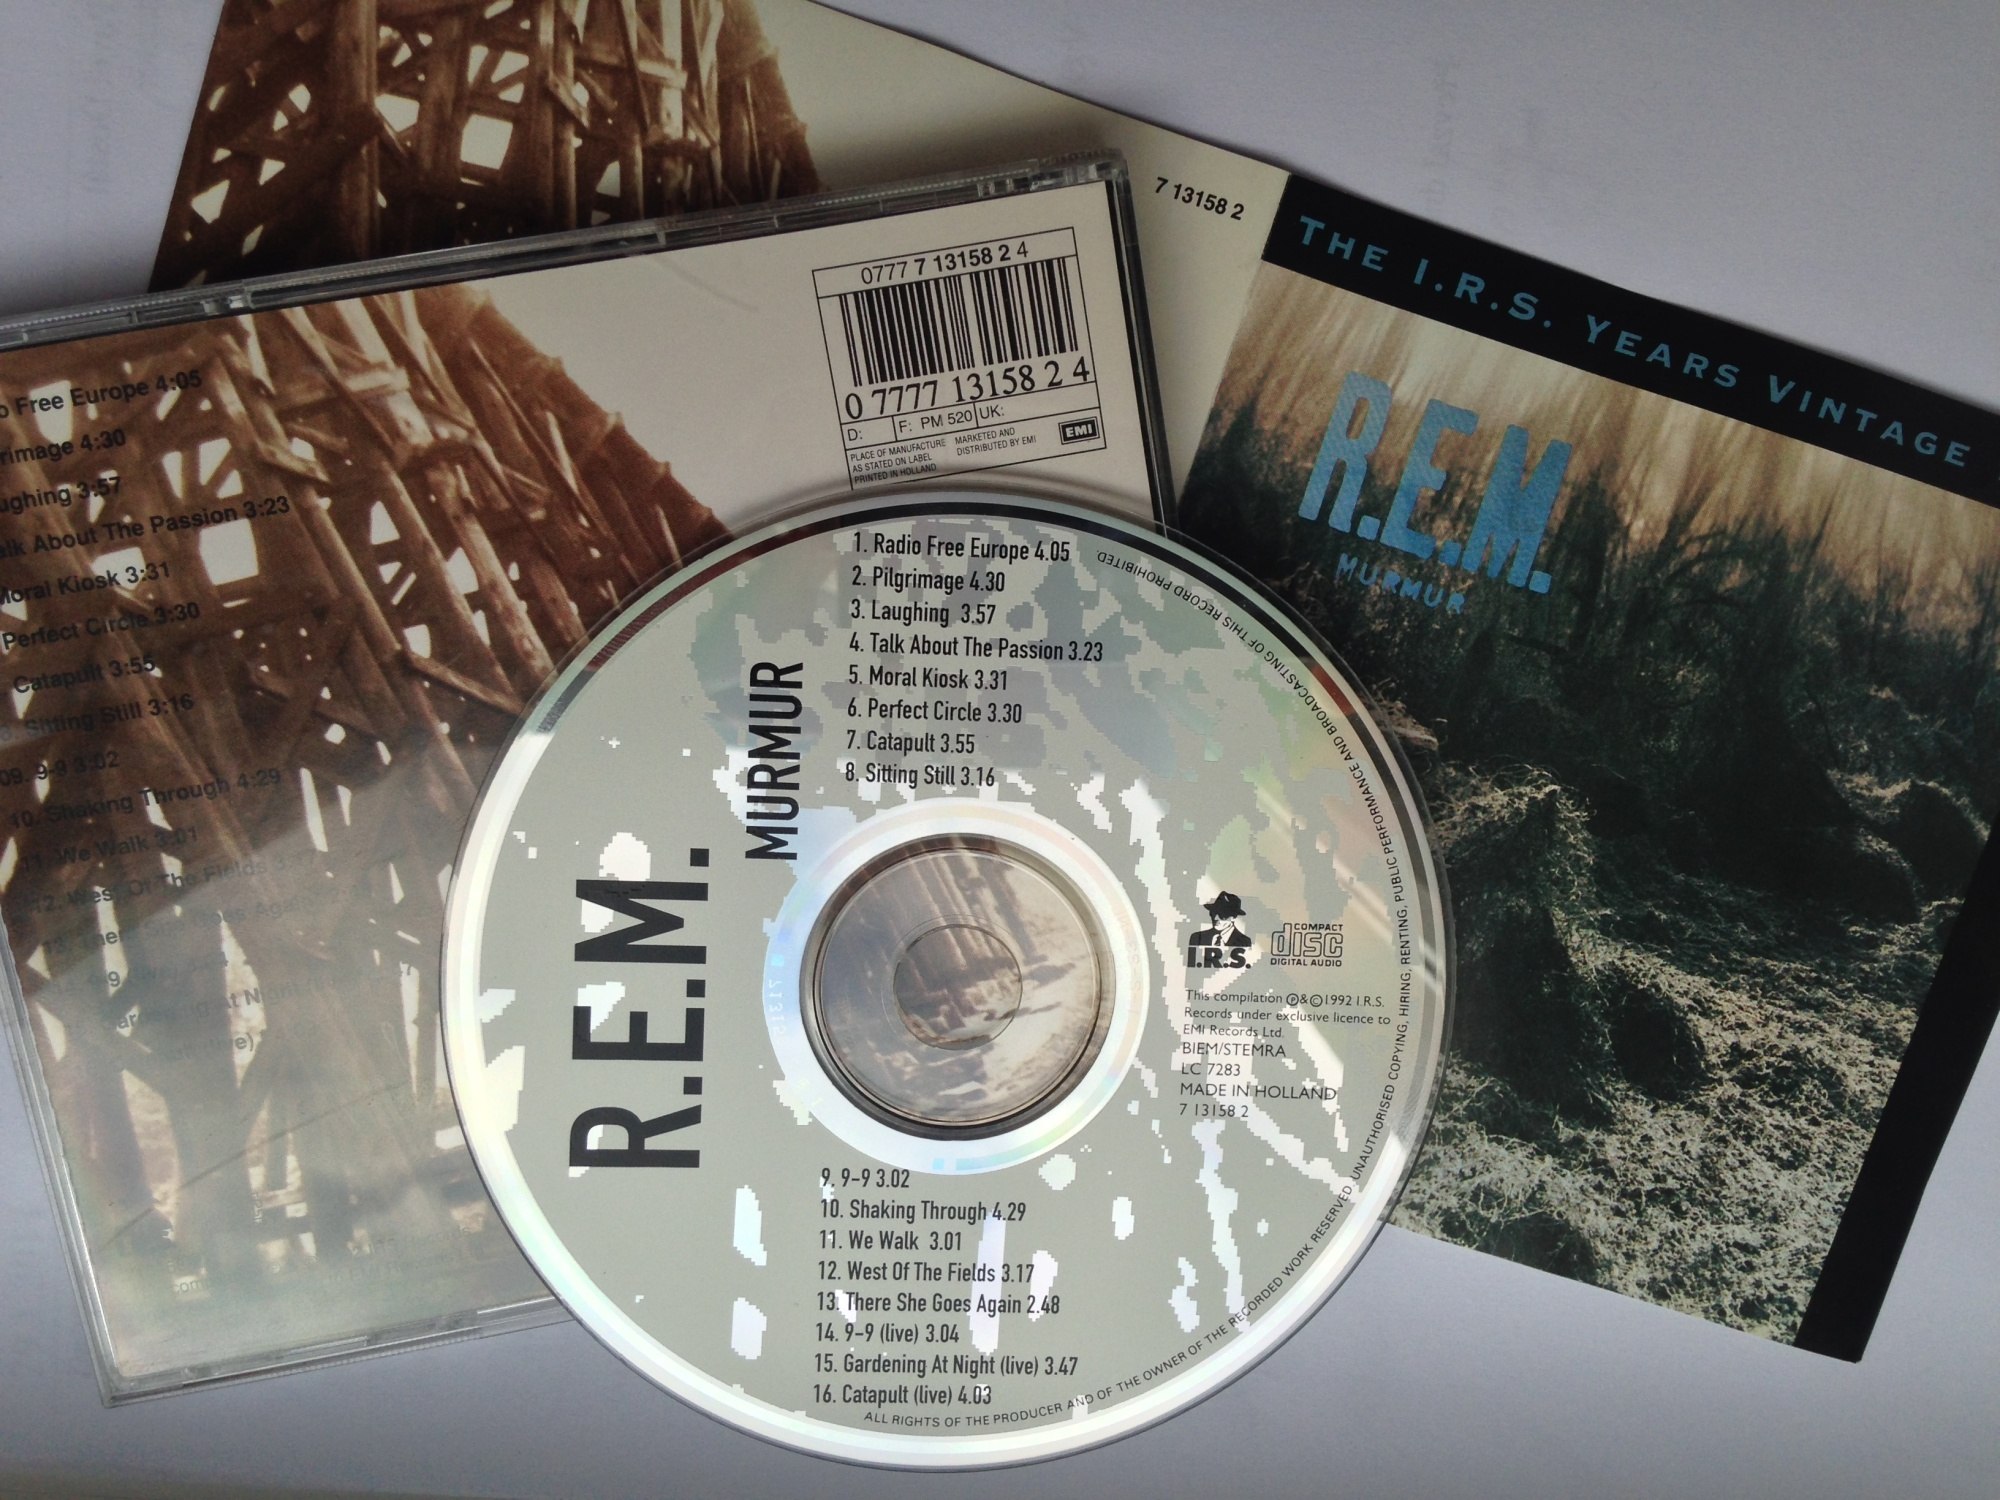 7 13158 2
THE I.R.S. YEARS VINTAGE
R.E.M.
MURMUR
0777 7 13158 2 4
0 7777 13158 2 4
D: F: PM 520 UK:
PLACE OF MANUFACTURE
AS STATED ON LABEL
PRINTED IN HOLLAND
MARKETED AND
DISTRIBUTED BY EMI
EMI
Free Europe 4:05
4:30
3:57
About The Passion 3:23
Moral Kiosk 3:31
Perfect Circle 3:30
Catapult 3:55
Sitting Still 3:16
09. 9-9 3:02
10. Shaking Through 4:29
11. We Walk 3:01
12. West Of The Fields
R.E.M.
MURMUR
1. Radio Free Europe 4.05
2. Pilgrimage 4.30
3. Laughing 3.57
4. Talk About The Passion 3.23
5. Moral Kiosk 3.31
6. Perfect Circle 3.30
7. Catapult 3.55
8. Sitting Still 3.16
I.R.S.
COMPACT
disc
DIGITAL AUDIO
This compilation ℗&©1992 I.R.S.
Records under exclusive licence to
EMI Records Ltd.
BIEM/STEMRA
LC 7283
MADE IN HOLLAND
7 13158 2
9. 9-9 3.02
10. Shaking Through 4.29
11. We Walk 3.01
12. West Of The Fields 3.17
13. There She Goes Again 2.48
14. 9-9 (live) 3.04
15. Gardening At Night (live) 3.47
16. Catapult (live) 4.03
ALL RIGHTS OF THE PRODUCER AND OF THE OWNER OF THE RECORDED WORK RESERVED. UNAUTHORISED COPYING, HIRING, RENTING, PUBLIC PERFORMANCE AND BROADCASTING OF THIS RECORD PROHIBITED.